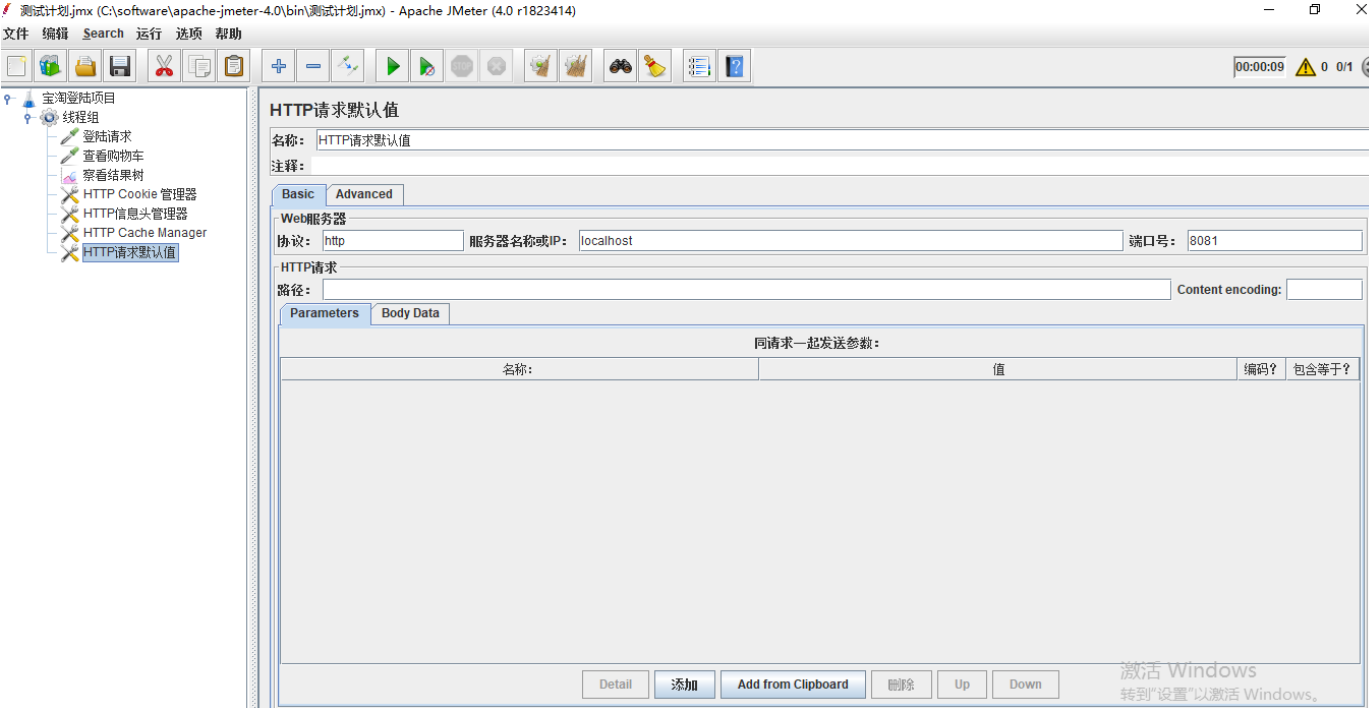 测试计划.jmx (C:\software\apache-jmeter-4.0\bin\测试计划.jmx) - Apache JMeter (4.0 r1823414)
文件 编辑 Search 运行 选项 帮助
00:00:09 0 0/1
宝淘登陆项目
线程组
登陆请求
查看购物车
察看结果树
HTTP Cookie 管理器
HTTP信息头管理器
HTTP Cache Manager
HTTP请求默认值
HTTP请求默认值
名称： HTTP请求默认值
注释：
Basic Advanced
Web服务器
协议： http 服务器名称或IP： localhost 端口号： 8081
HTTP请求
路径： Content encoding:
Parameters Body Data
同请求一起发送参数：
名称： 值 编码? 包含等于?
Detail 添加 Add from Clipboard 删除 Up Down
激活 Windows
转到"设置"以激活 Windows。